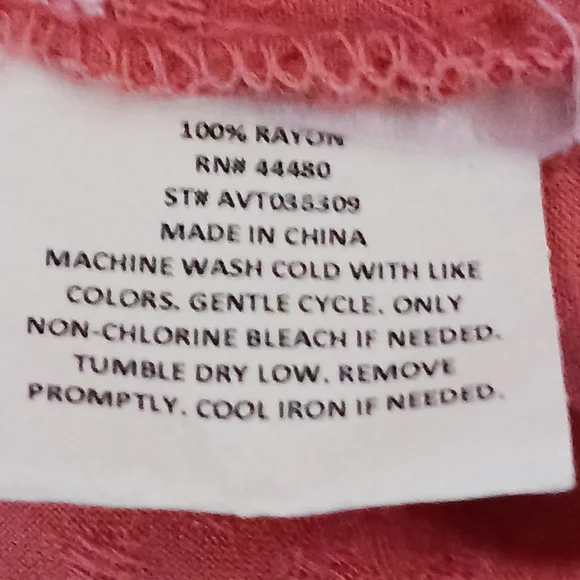 100% RAYON
RN# 44480
ST# AVT035309
MADE IN CHINA
MACHINE WASH COLD WITH LIKE
COLORS. GENTLE CYCLE. ONLY
NON-CHLORINE BLEACH IF NEEDED.
TUMBLE DRY LOW. REMOVE
PROMPTLY. COOL IRON IF NEEDED.